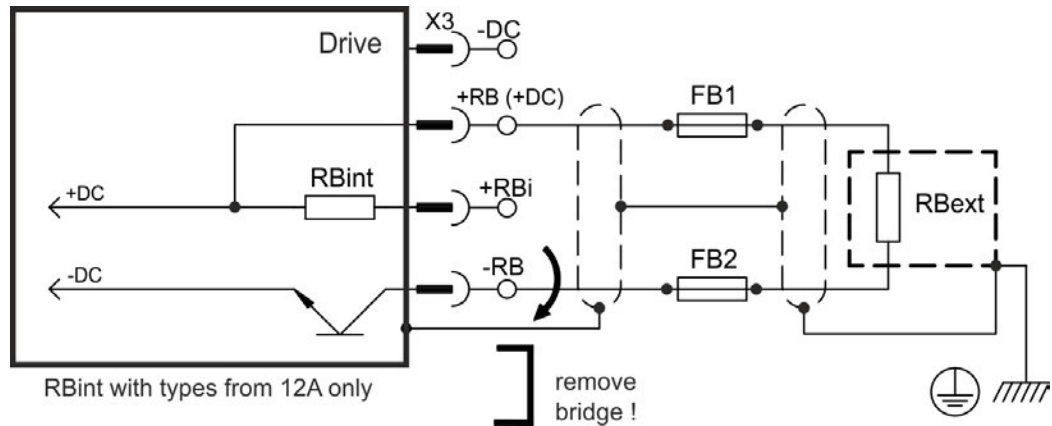 Drive
X3
-DC
+RB (+DC)
FB1
+DC
RBint
+RBi
RBext
-DC
-RB
FB2
RBint with types from 12A only
remove
bridge !